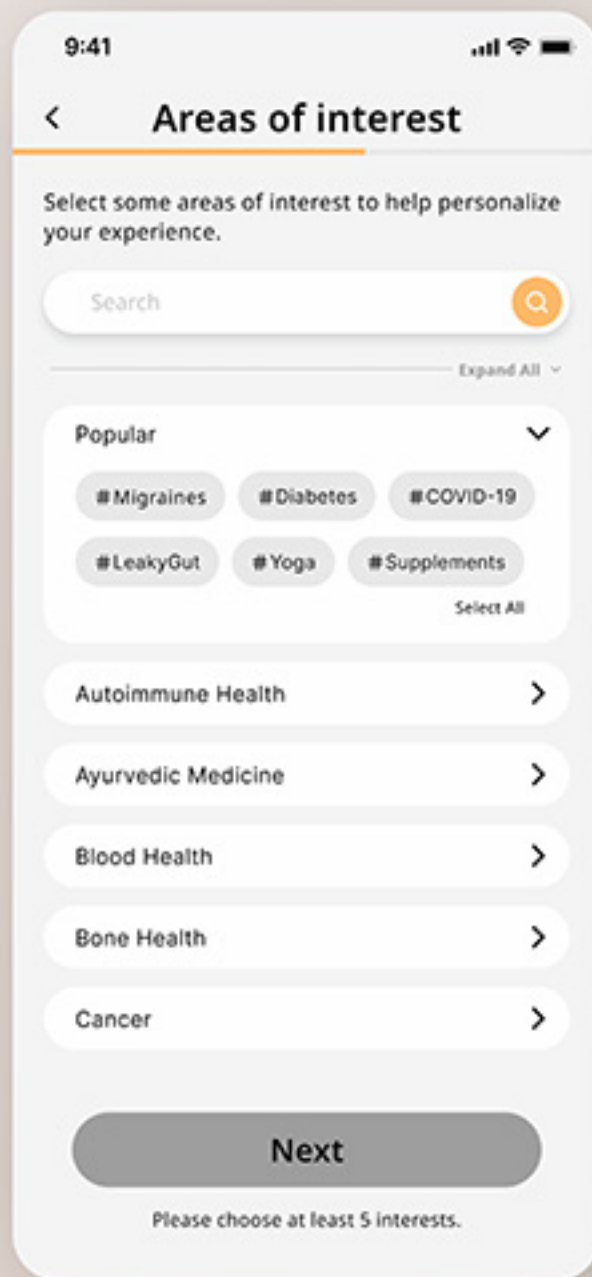 9:41
Areas of interest
Select some areas of interest to help personalize
your experience.
Search
Expand All
Popular
#Migraines #Diabetes #COVID-19
#LeakyGut #Yoga #Supplements
Select All
Autoimmune Health
Ayurvedic Medicine
Blood Health
Bone Health
Cancer
Next
Please choose at least 5 interests.